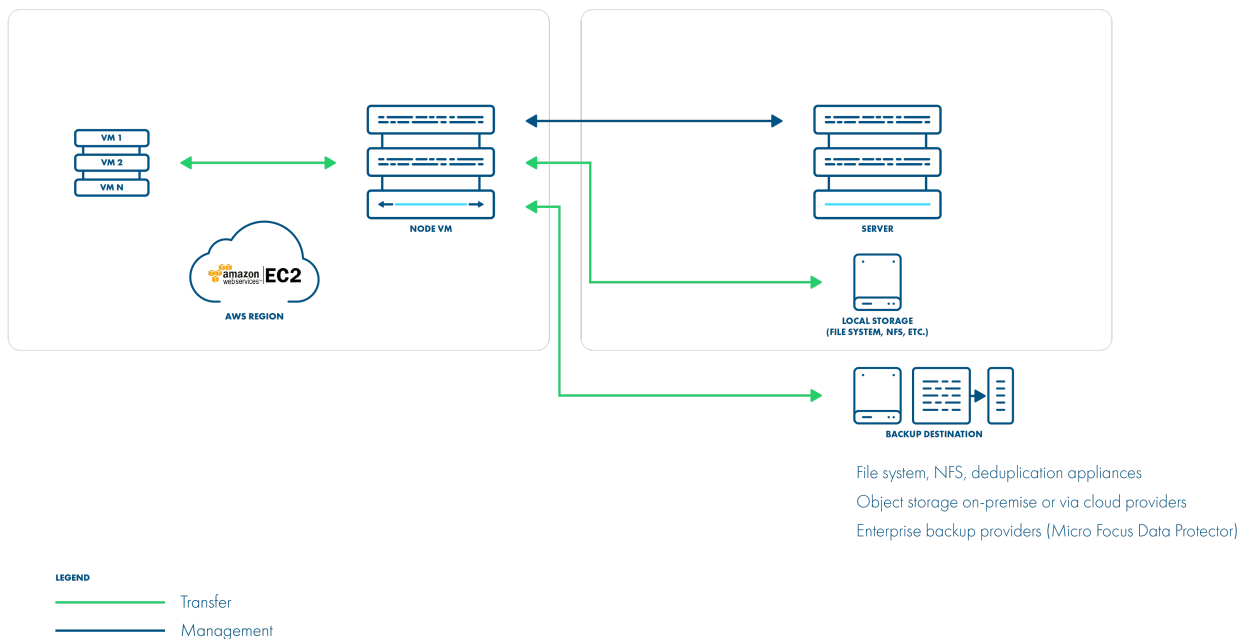 VM 1
VM 2
VM N
NODE VM
SERVER
amazon
webservices™
EC2
AWS REGION
LOCAL STORAGE
(FILE SYSTEM, NFS, ETC.)
BACKUP DESTINATION
File system, NFS, deduplication appliances
Object storage on-premise or via cloud providers
Enterprise backup providers (Micro Focus Data Protector)
LEGEND
Transfer
Management